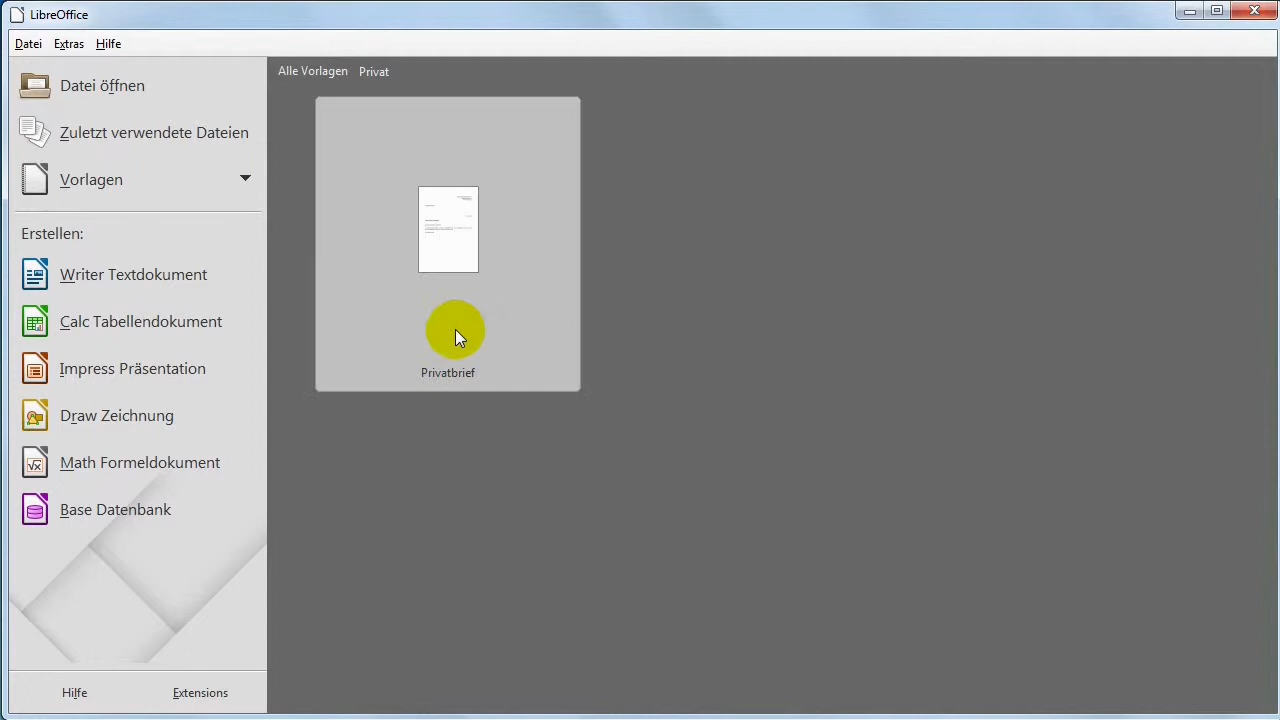 LibreOffice
Datei Extras Hilfe
Datei öffnen
Zuletzt verwendete Dateien
Vorlagen
Erstellen:
Writer Textdokument
Calc Tabellendokument
Impress Präsentation
Draw Zeichnung
Math Formeldokument
Base Datenbank
Hilfe Extensions
Alle Vorlagen Privat
Privatbrief